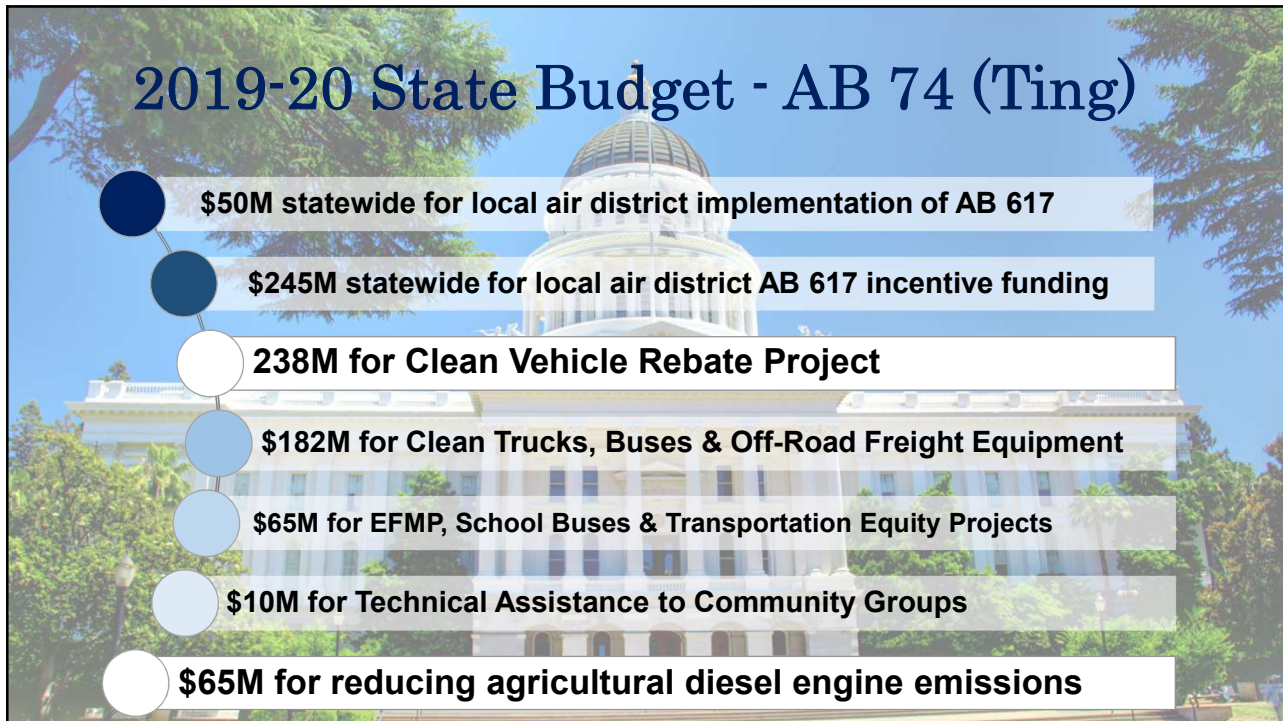 2019-20 State Budget - AB 74 (Ting)
$50M statewide for local air district implementation of AB 617
$245M statewide for local air district AB 617 incentive funding
238M for Clean Vehicle Rebate Project
$182M for Clean Trucks, Buses & Off-Road Freight Equipment
$65M for EFMP, School Buses & Transportation Equity Projects
$10M for Technical Assistance to Community Groups
$65M for reducing agricultural diesel engine emissions